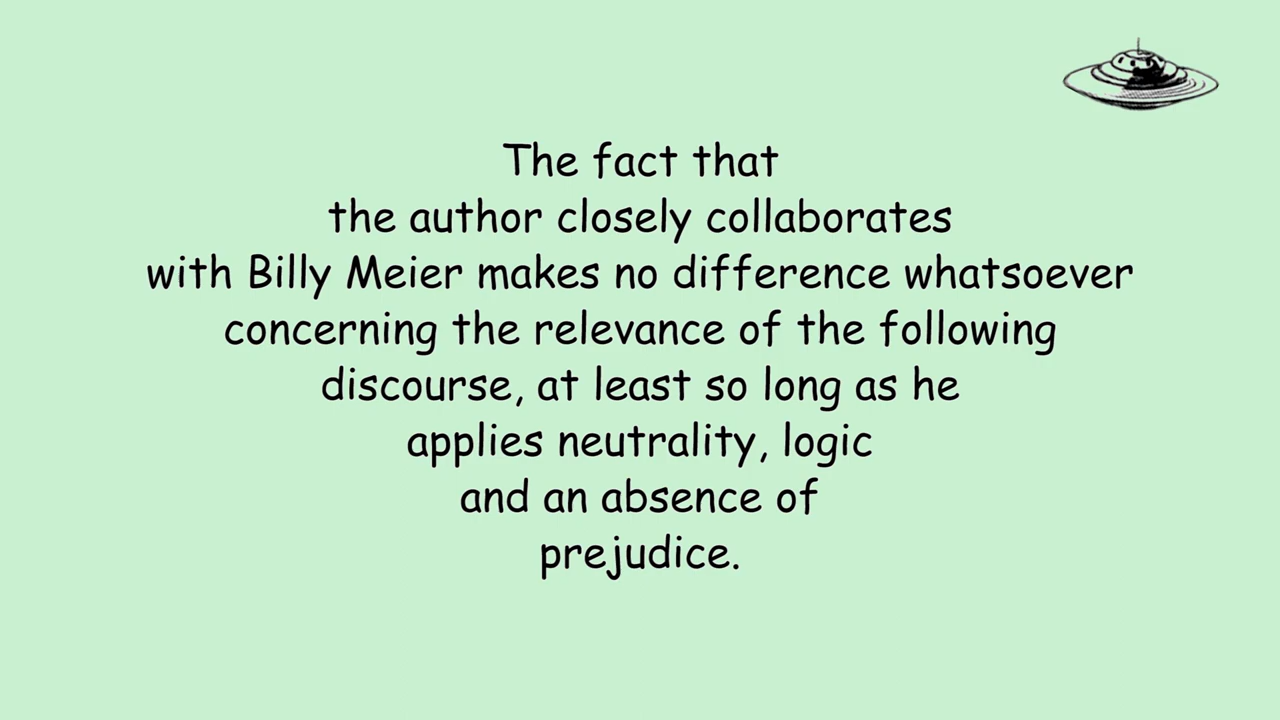 The fact that
the author closely collaborates
with Billy Meier makes no difference whatsoever
concerning the relevance of the following
discourse, at least so long as he
applies neutrality, logic
and an absence of
prejudice.